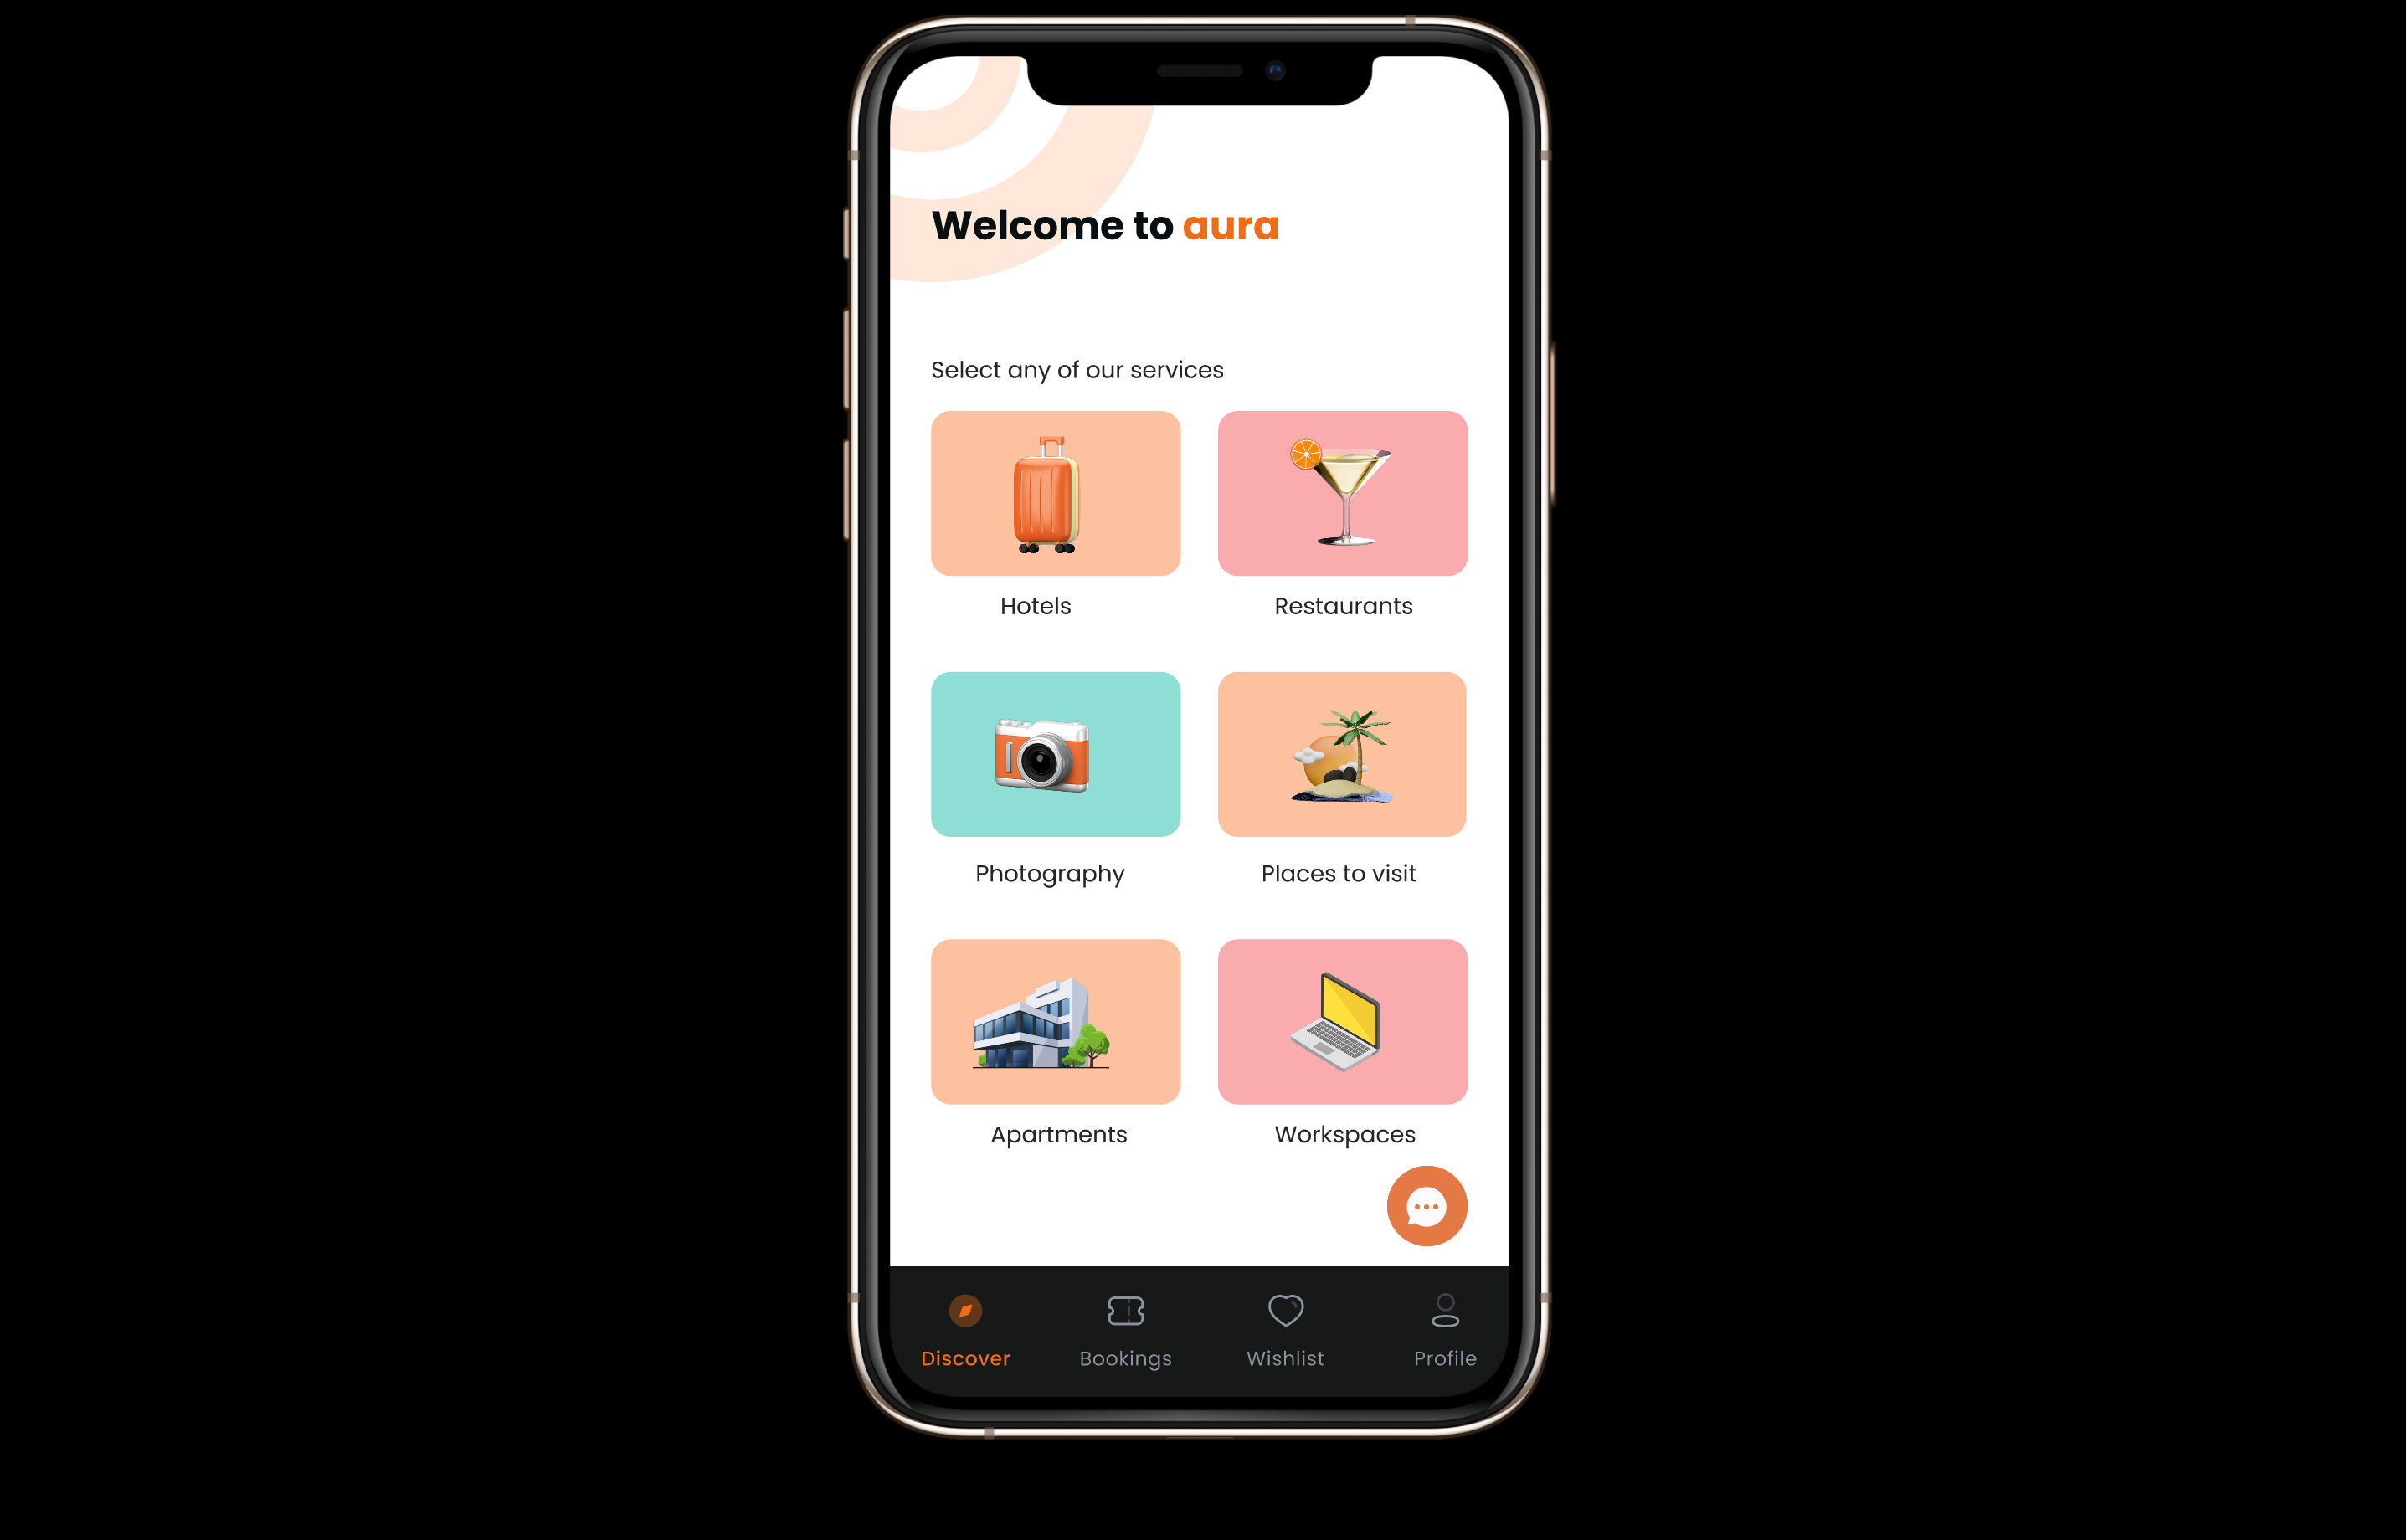 Welcome to aura
Select any of our services
Hotels
Restaurants
Photography
Places to visit
Apartments
Workspaces
Discover
Bookings
Wishlist
Profile